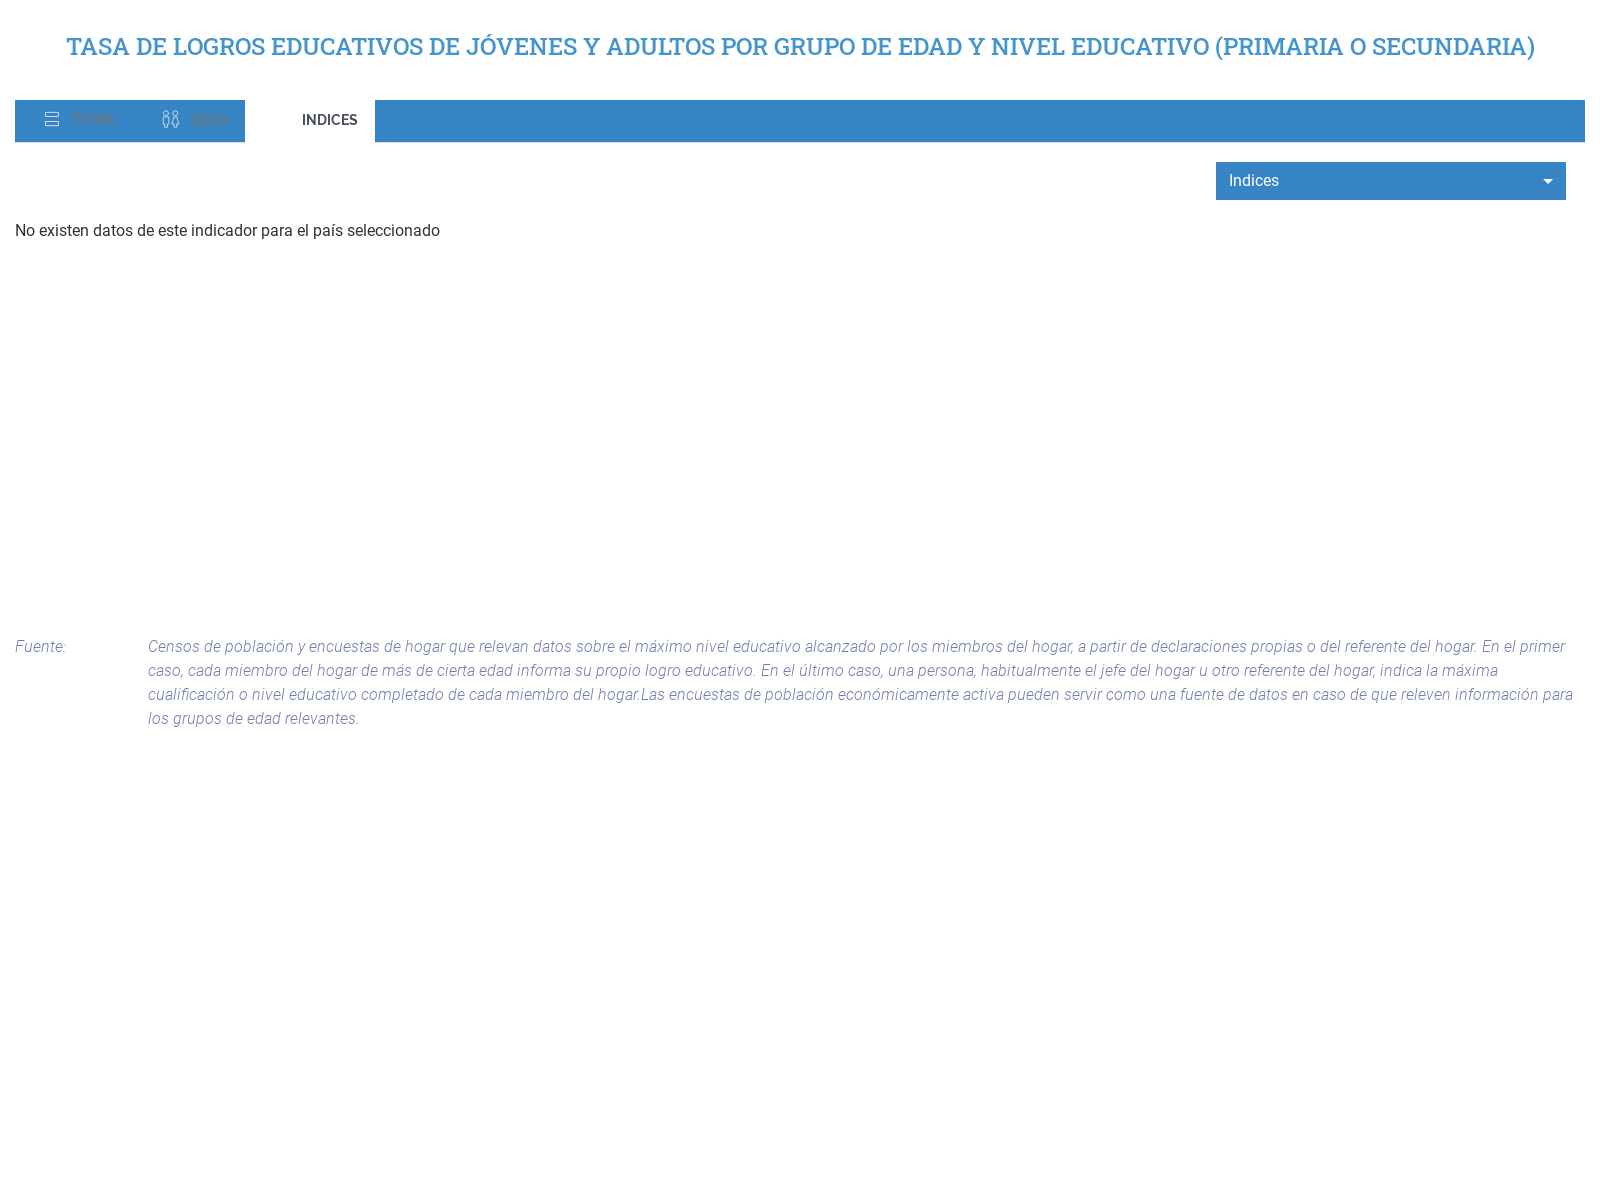 TASA DE LOGROS EDUCATIVOS DE JÓVENES Y ADULTOS POR GRUPO DE EDAD Y NIVEL EDUCATIVO (PRIMARIA O SECUNDARIA)
TOTAL SEXO INDICES
Indices
No existen datos de este indicador para el país seleccionado
Fuente: Censos de población y encuestas de hogar que relevan datos sobre el máximo nivel educativo alcanzado por los miembros del hogar, a partir de declaraciones propias o del referente del hogar. En el primer
caso, cada miembro del hogar de más de cierta edad informa su propio logro educativo. En el último caso, una persona, habitualmente el jefe del hogar u otro referente del hogar, indica la máxima
cualificación o nivel educativo completado de cada miembro del hogar.Las encuestas de población económicamente activa pueden servir como una fuente de datos en caso de que releven información para
los grupos de edad relevantes.